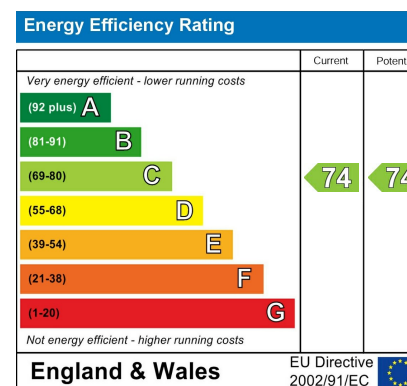 Energy Efficiency Rating
Current Potent
Very energy efficient - lower running costs
(92 plus) A
(81-91) B
(69-80) C 74 74
(55-68) D
(39-54) E
(21-38) F
(1-20) G
Not energy efficient - higher running costs
England & Wales
EU Directive
2002/91/EC